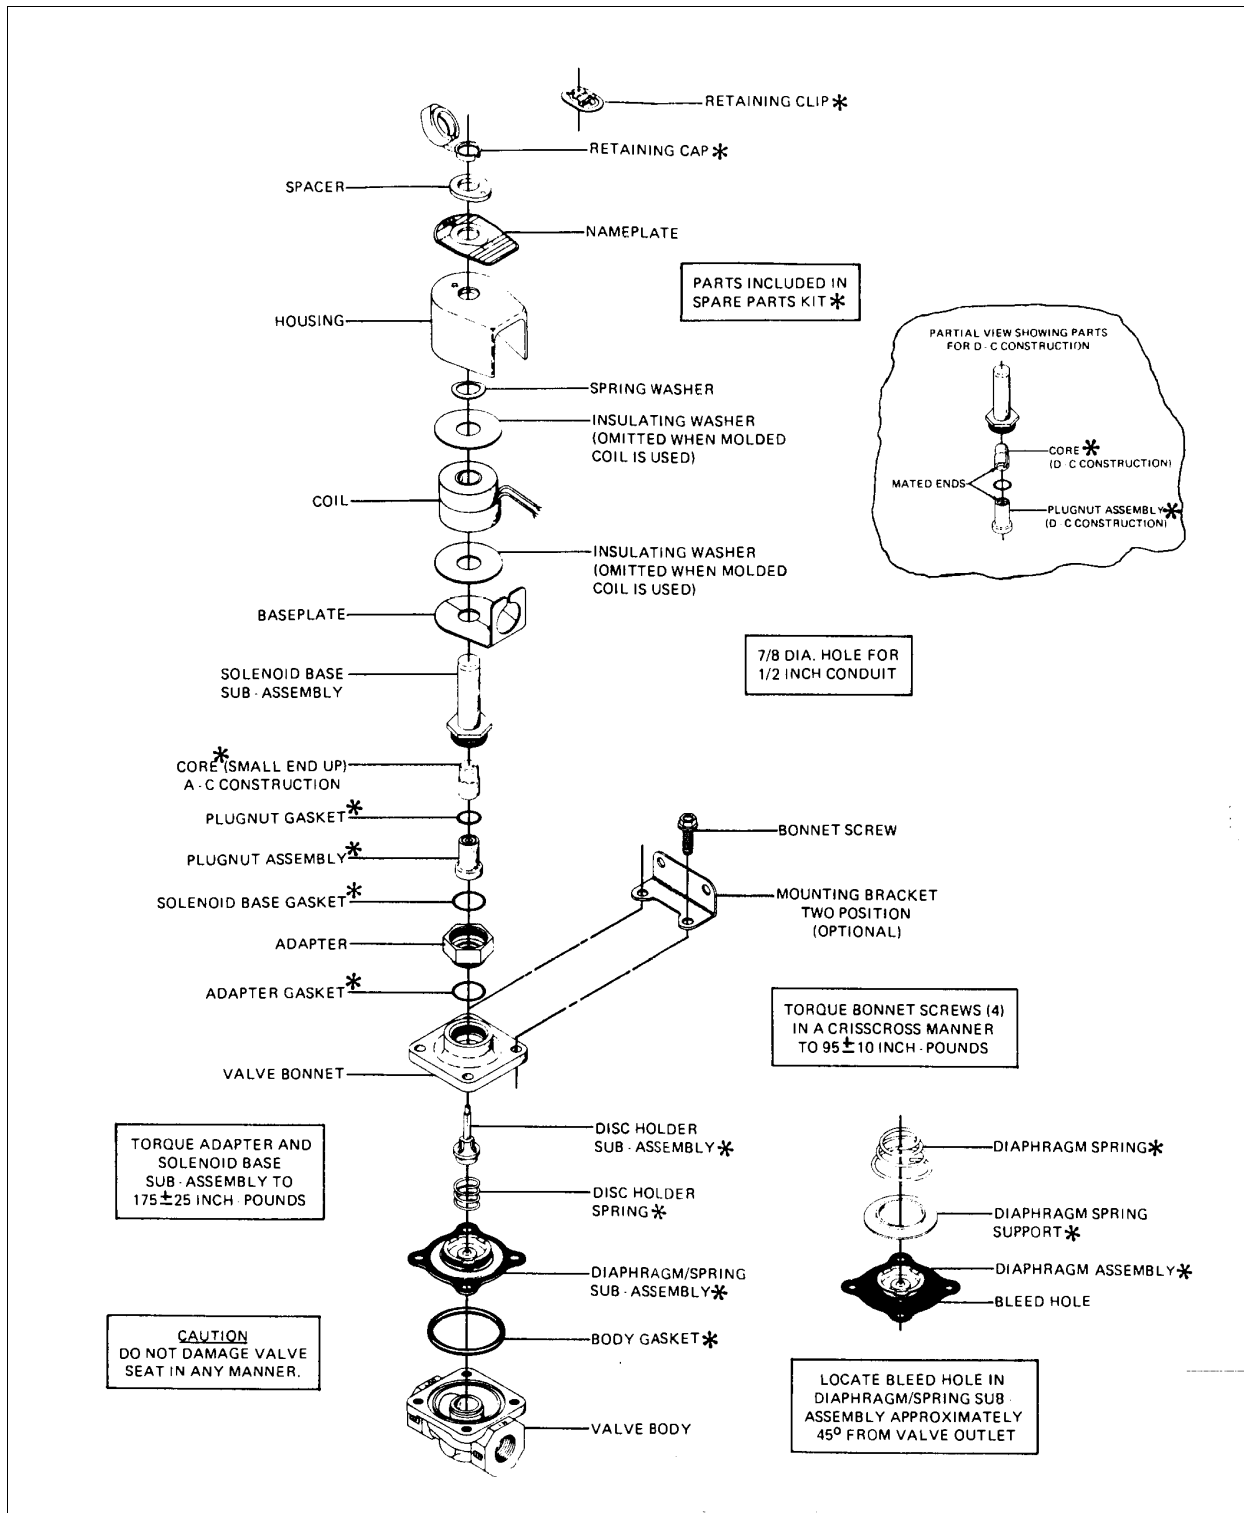 RETAINING CLIP*
RETAINING CAP*
SPACER
NAMEPLATE
PARTS INCLUDED IN
SPARE PARTS KIT*
HOUSING
PARTIAL VIEW SHOWING PARTS
FOR D-C CONSTRUCTION
SPRING WASHER
INSULATING WASHER
(OMITTED WHEN MOLDED
COIL IS USED)
CORE*
(D-C CONSTRUCTION)
MATED ENDS
COIL
PLUGNUT ASSEMBLY*
(D-C CONSTRUCTION)
INSULATING WASHER
(OMITTED WHEN MOLDED
COIL IS USED)
BASEPLATE
7/8 DIA. HOLE FOR
1/2 INCH CONDUIT
SOLENOID BASE
SUB-ASSEMBLY
CORE*(SMALL END UP)
A-C CONSTRUCTION
PLUGNUT GASKET*
BONNET SCREW
PLUGNUT ASSEMBLY*
SOLENOID BASE GASKET*
MOUNTING BRACKET
TWO POSITION
(OPTIONAL)
ADAPTER
ADAPTER GASKET*
TORQUE BONNET SCREWS (4)
IN A CRISSCROSS MANNER
TO 95±10 INCH-POUNDS
VALVE BONNET
DISC HOLDER
SUB-ASSEMBLY*
TORQUE ADAPTER AND
SOLENOID BASE
SUB-ASSEMBLY TO
175±25 INCH-POUNDS
DIAPHRAGM SPRING*
DISC HOLDER
SPRING*
DIAPHRAGM SPRING
SUPPORT*
DIAPHRAGM/SPRING
SUB-ASSEMBLY*
DIAPHRAGM ASSEMBLY*
BLEED HOLE
CAUTION
DO NOT DAMAGE VALVE
SEAT IN ANY MANNER.
BODY GASKET*
LOCATE BLEED HOLE IN
DIAPHRAGM/SPRING SUB-
ASSEMBLY APPROXIMATELY
45° FROM VALVE OUTLET
VALVE BODY